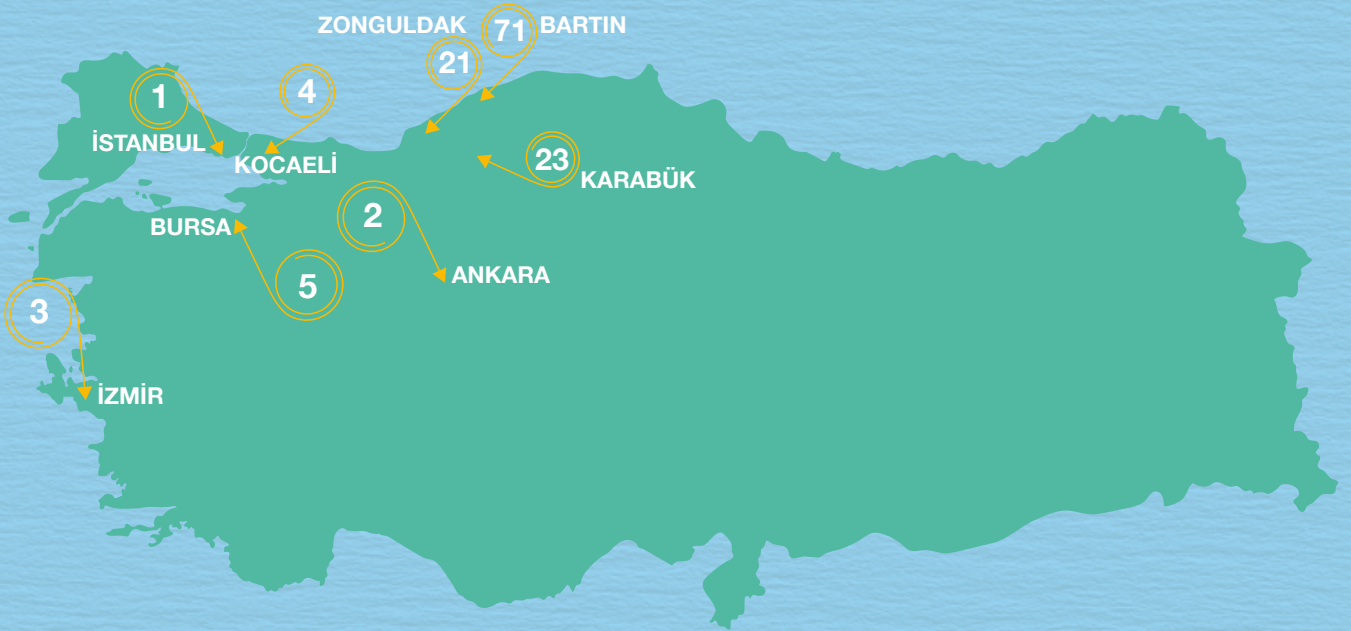 ZONGULDAK
71
BARTIN
21
1
4
İSTANBUL
KOCAELİ
23
KARABÜK
2
BURSA
ANKARA
5
3
İZMİR